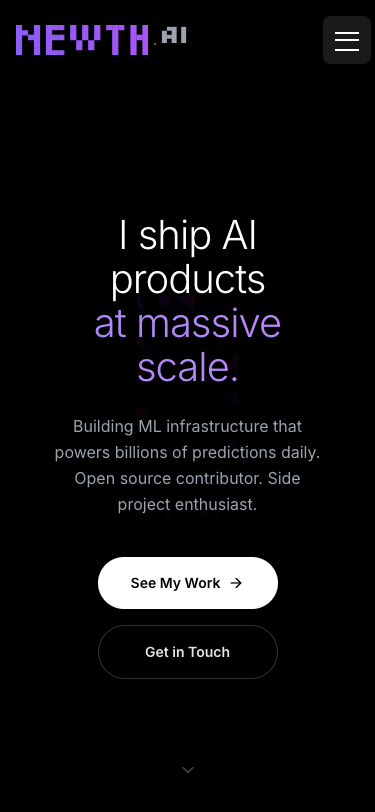 NEWTH.AI
I ship AI
products
at massive
scale.
Building ML infrastructure that
powers billions of predictions daily.
Open source contributor. Side
project enthusiast.
See My Work →
Get in Touch